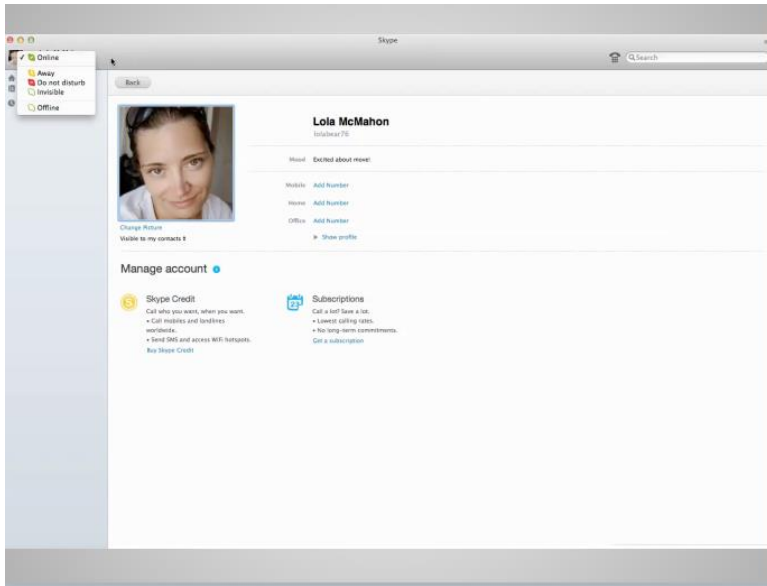 Skype
Online
Away
Do not disturb
Invisible
Offline
Search
Back
Lola McMahon
lolabear76
Mood Excited about move!
Mobile Add Number
Home Add Number
Office Add Number
Show profile
Change Picture
Visible to my contacts
Manage account
Skype Credit
Call who you want, when you want.
• Call mobiles and landlines
worldwide.
• Send SMS and access WiFi hotspots.
Buy Skype Credit
23
Subscriptions
Call a lot? Save a lot.
• Lowest calling rates.
• No long-term commitments.
Get a subscription